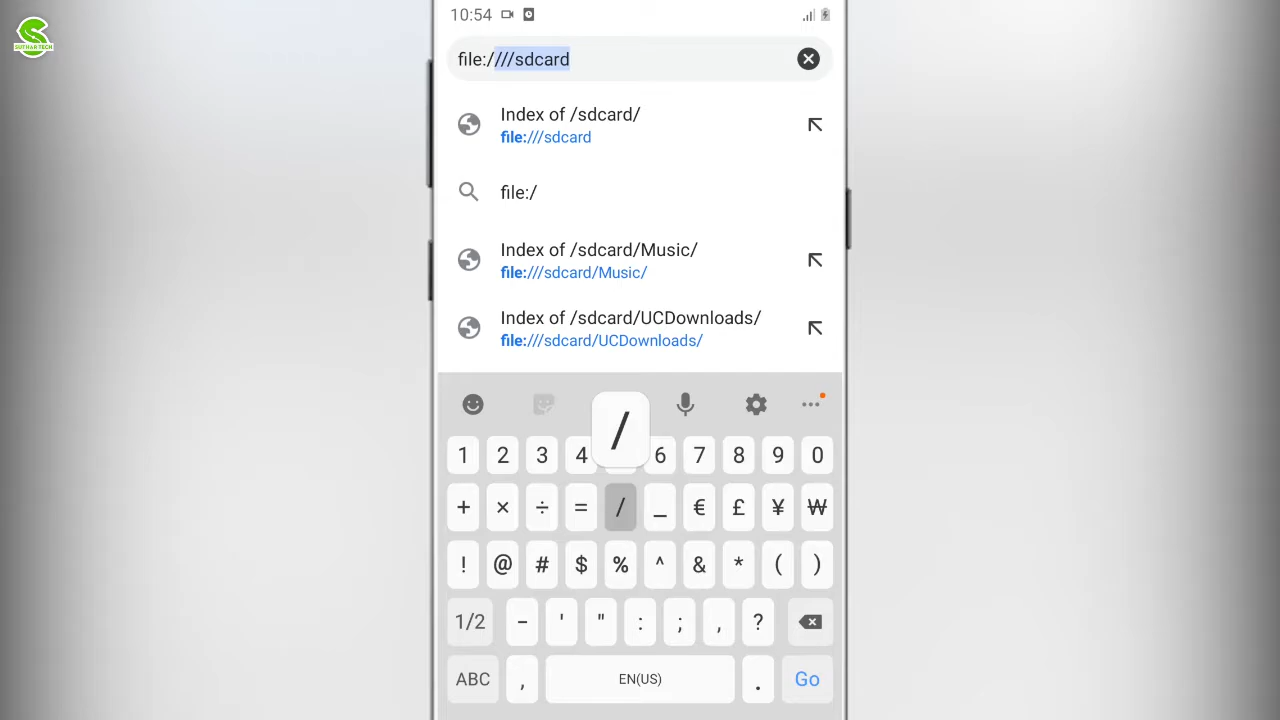 SUTHAR TECH
10:54
file:////sdcard
Index of /sdcard/
file:///sdcard
file:/
Index of /sdcard/Music/
file:///sdcard/Music/
Index of /sdcard/UCDownloads/
file:///sdcard/UCDownloads/
/
1 2 3 4 6 7 8 9 0
+ × ÷ = / _ € £ ¥ ₩
! @ # $ % ^ & * ( )
1/2 - ' " : ; , ?
ABC , EN(US) . Go